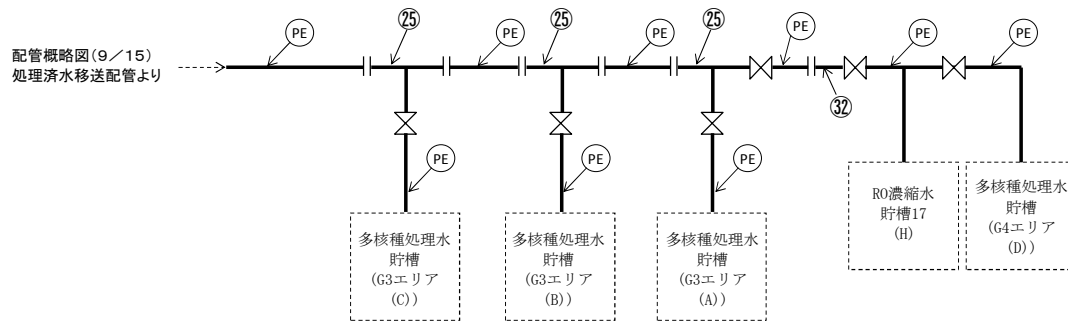 PE
㉕
PE
㉕
PE
㉕
PE
PE
PE
配管概略図(9/15)
処理済水移送配管より
㉜
PE
PE
PE
多核種処理水
貯槽
(G3エリア
(C))
多核種処理水
貯槽
(G3エリア
(B))
多核種処理水
貯槽
(G3エリア
(A))
RO濃縮水
貯槽17
(H)
多核種処理水
貯槽
(G4エリア
(D))